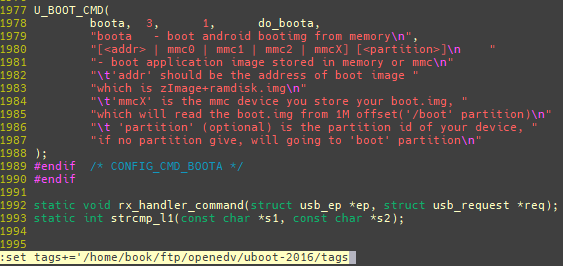 1976
1977 U_BOOT_CMD(
1978 boota, 3, 1, do_boota,
1979 "boota - boot android bootimg from memory\n",
1980 "[<addr> | mmc0 | mmc1 | mmc2 | mmcX] [<partition>]\n "
1981 "- boot application image stored in memory or mmc\n"
1982 "\t'addr' should be the address of boot image "
1983 "which is zImage+ramdisk.img\n"
1984 "\t'mmcX' is the mmc device you store your boot.img, "
1985 "which will read the boot.img from 1M offset('/boot' partition)\n"
1986 "\t 'partition' (optional) is the partition id of your device, "
1987 "if no partition give, will going to 'boot' partition\n"
1988 );
1989 #endif /* CONFIG_CMD_BOOTA */
1990 #endif
1991
1992 static void rx_handler_command(struct usb_ep *ep, struct usb_request *req);
1993 static int strcmp_l1(const char *s1, const char *s2);
1994
1995
:set tags+='/home/book/ftp/openedv/uboot-2016/tags